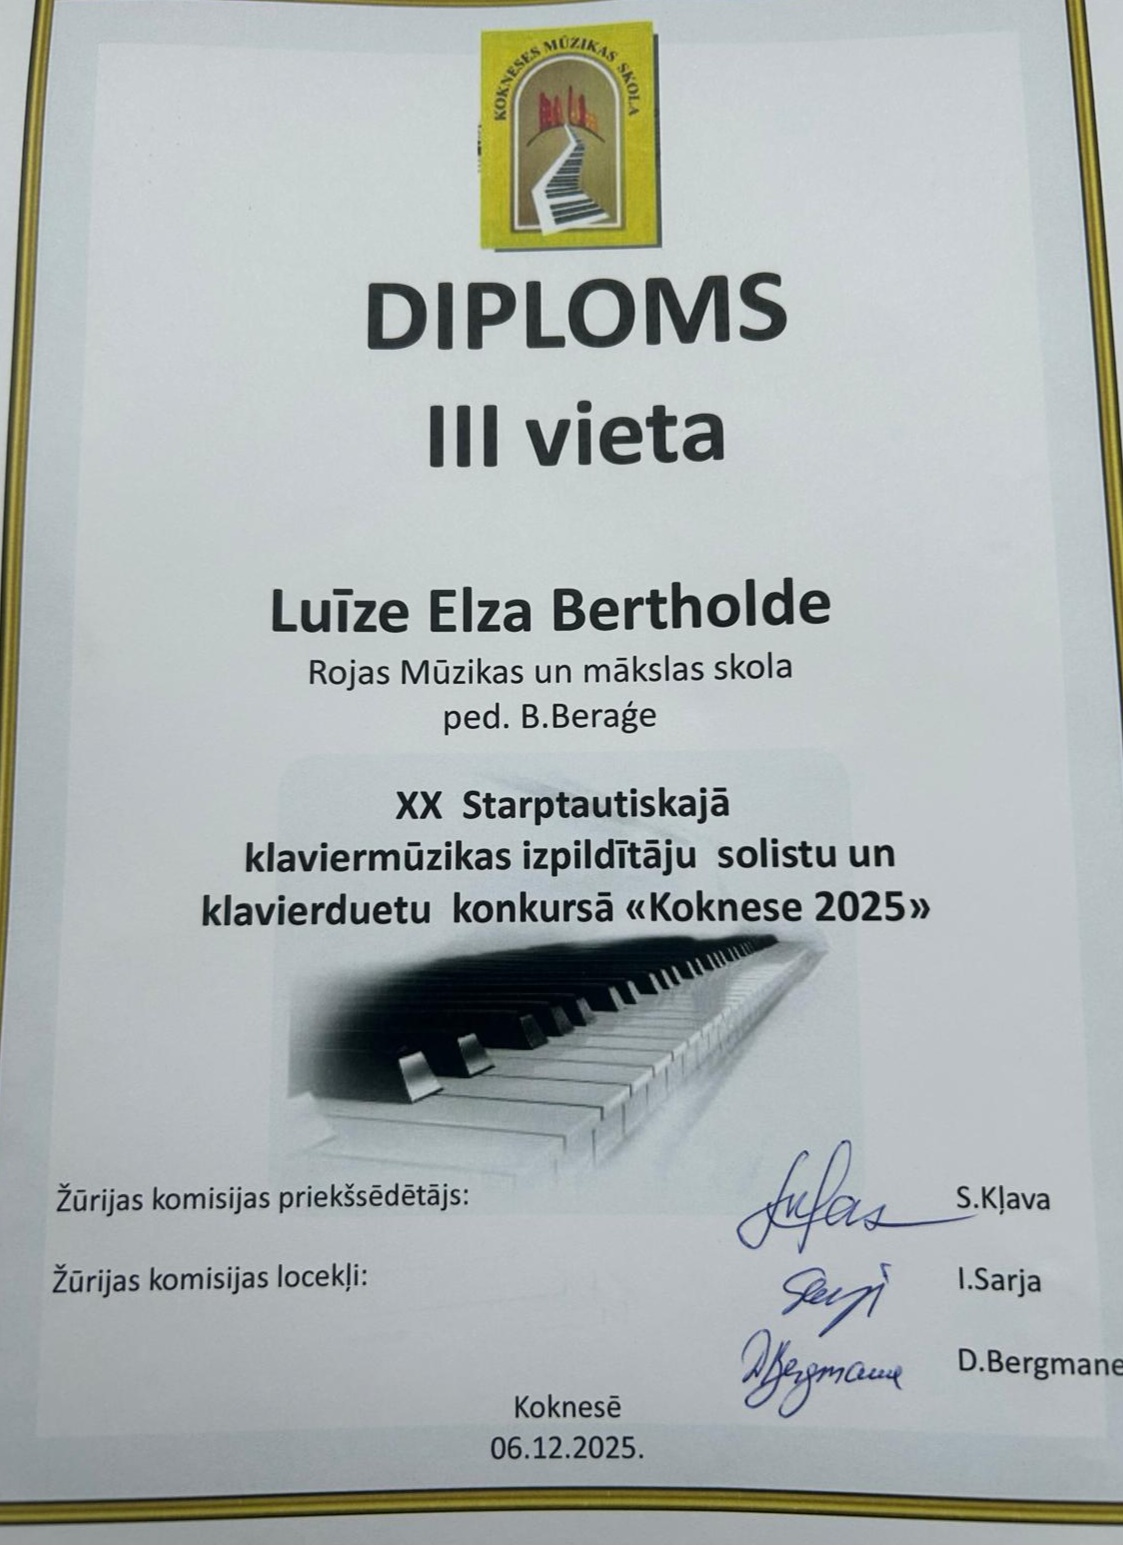 KOKNESES MŪZIKAS SKOLA
DIPLOMS
III vieta
Luīze Elza Bertholde
Rojas Mūzikas un mākslas skola
ped. B.Beraģe
XX Starptautiskajā
klaviermūzikas izpildītāju solistu un
klavierduetu konkursā «Koknese 2025»
Žūrijas komisijas priekšsēdētājs:
S.Kļava
Žūrijas komisijas locekļi:
I.Sarja
DBergmane
D.Bergmane
Koknesē
06.12.2025.